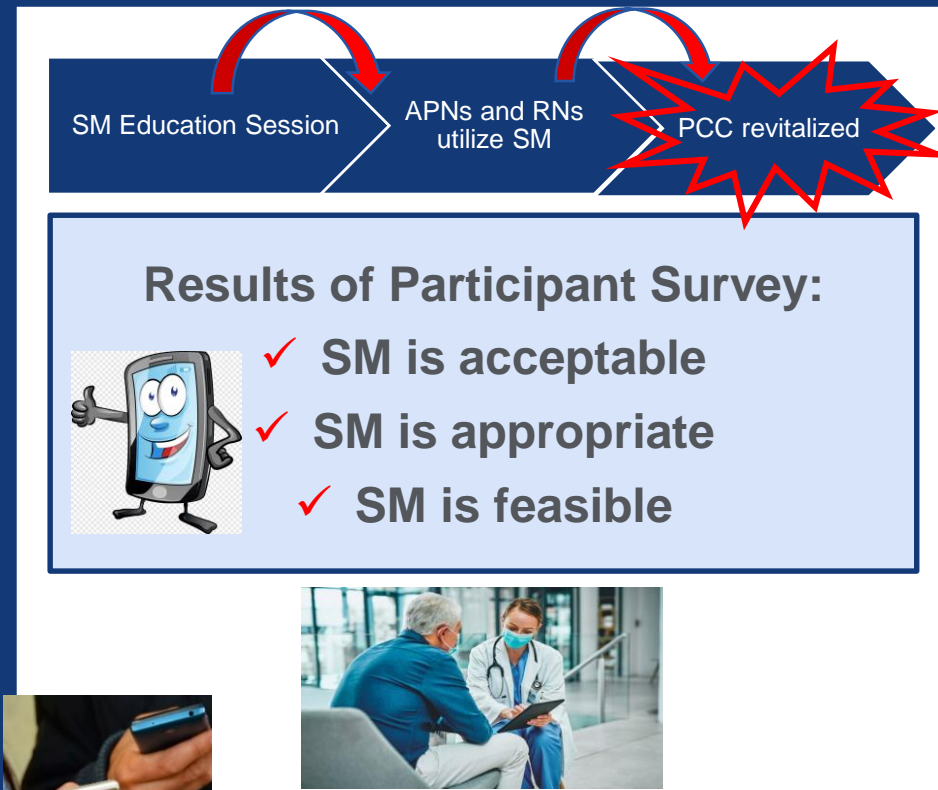 SM Education Session
APNs and RNs
utilize SM
PCC revitalized
Results of Participant Survey:
✓ SM is acceptable
✓ SM is appropriate
✓ SM is feasible